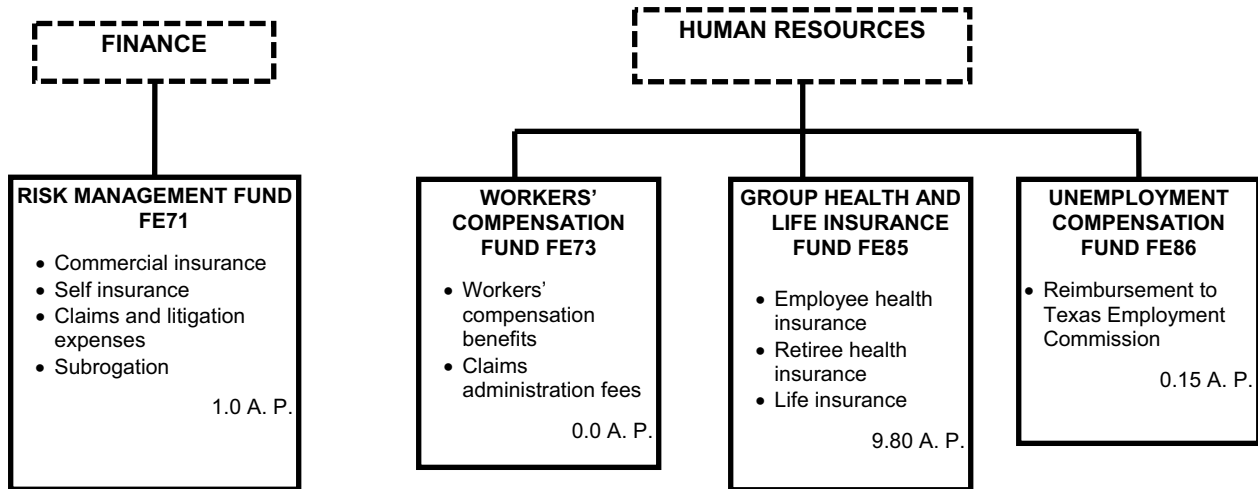 FINANCE
HUMAN RESOURCES
RISK MANAGEMENT FUND
FE71
• Commercial insurance
• Self insurance
• Claims and litigation
expenses
• Subrogation
1.0 A. P.
WORKERS’
COMPENSATION
FUND FE73
• Workers’
compensation
benefits
• Claims
administration fees
0.0 A. P.
GROUP HEALTH AND
LIFE INSURANCE
FUND FE85
• Employee health
insurance
• Retiree health
insurance
• Life insurance
9.80 A. P.
UNEMPLOYMENT
COMPENSATION
FUND FE86
• Reimbursement to
Texas Employment
Commission
0.15 A. P.